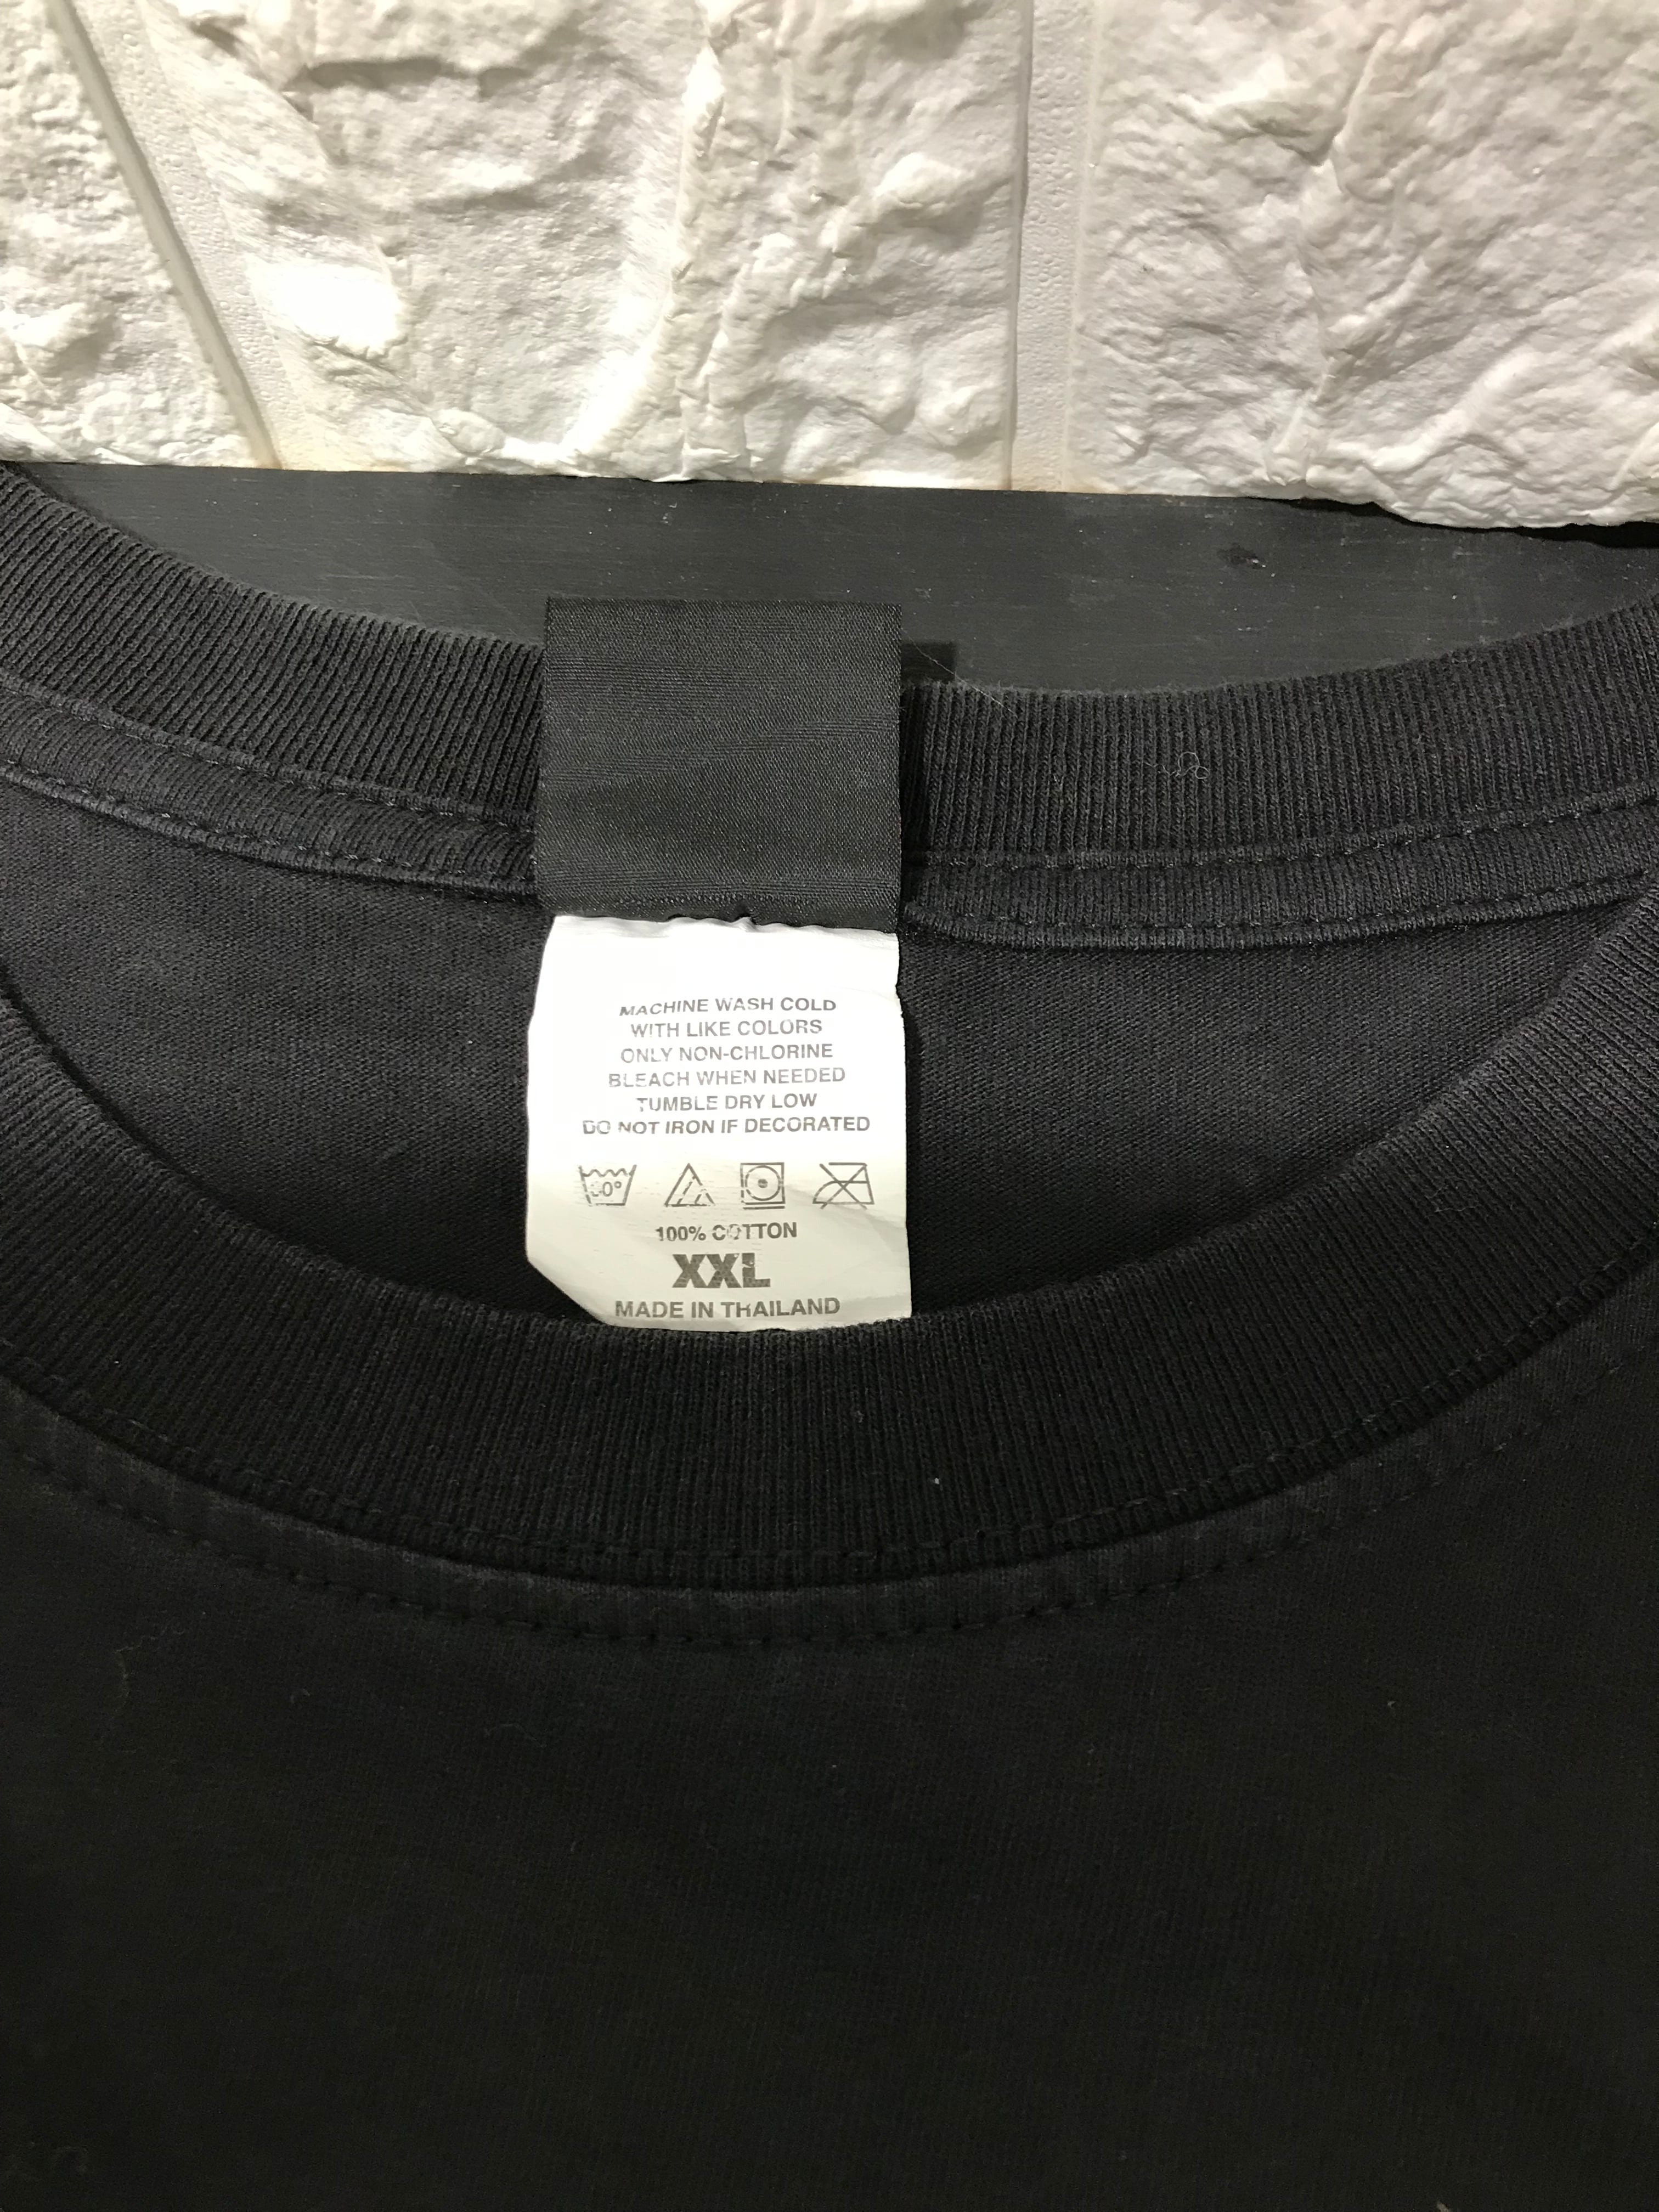 MACHINE WASH COLD
WITH LIKE COLORS
ONLY NON-CHLORINE
BLEACH WHEN NEEDED
TUMBLE DRY LOW
DO NOT IRON IF DECORATED
30°
100% COTTON
XXL
MADE IN THAILAND